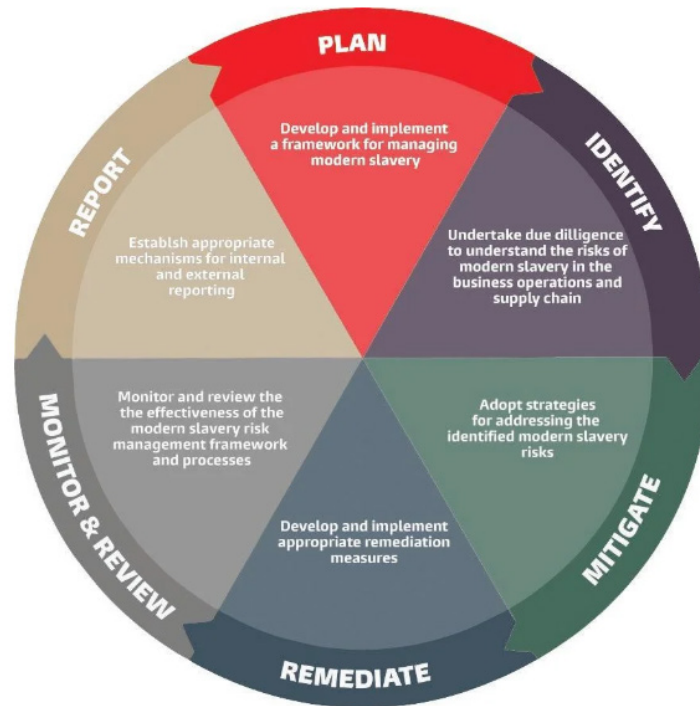 PLAN
Develop and implement
a framework for managing
modern slavery
IDENTIFY
Undertake due dilligence
to understand the risks of
modern slavery in the
business operations and
supply chain
MITIGATE
Adopt strategies
for addressing the
identified modern slavery
risks
REMEDIATE
Develop and implement
appropriate remediation
measures
MONITOR & REVIEW
Monitor and review the
the effectiveness of the
modern slavery risk
management framework
and processes
REPORT
Establsh appropriate
mechanisms for internal
and external
reporting